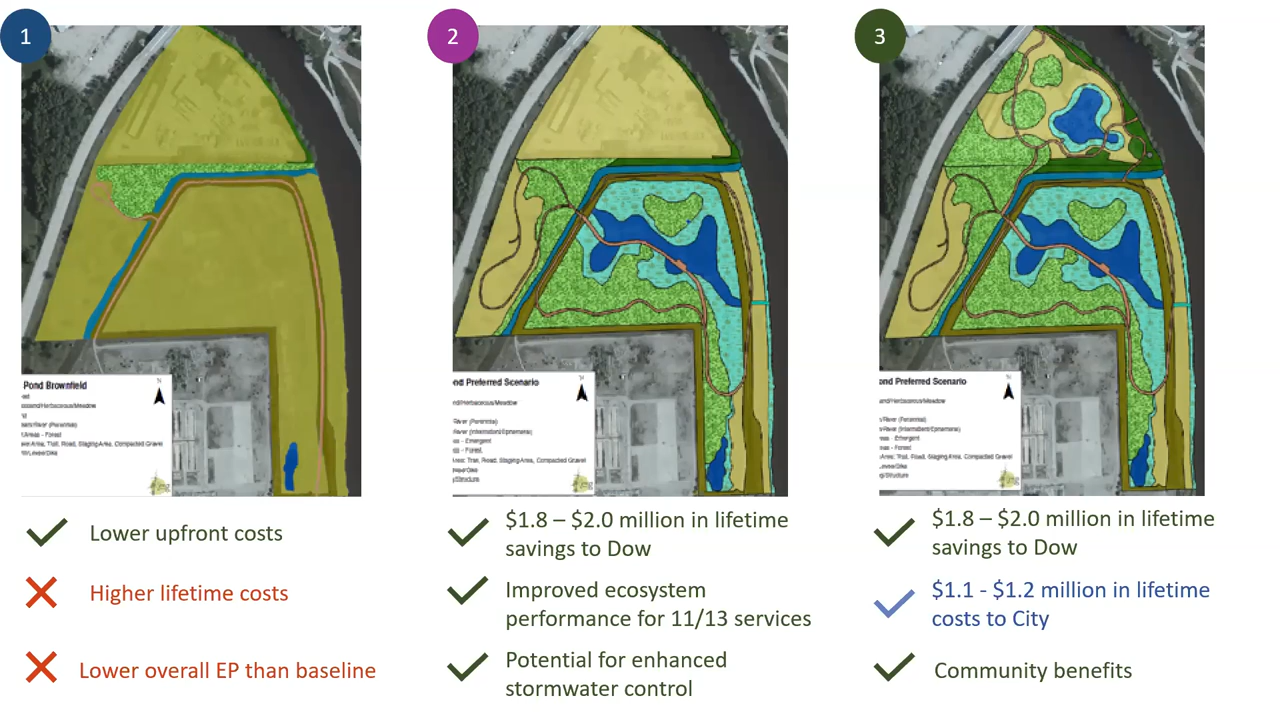 1
2
3
Pond Brownfield
Pond Preferred Scenario
Pond Preferred Scenario
Lower upfront costs
Higher lifetime costs
Lower overall EP than baseline
$1.8 – $2.0 million in lifetime
savings to Dow
Improved ecosystem
performance for 11/13 services
Potential for enhanced
stormwater control
$1.8 – $2.0 million in lifetime
savings to Dow
$1.1 - $1.2 million in lifetime
costs to City
Community benefits